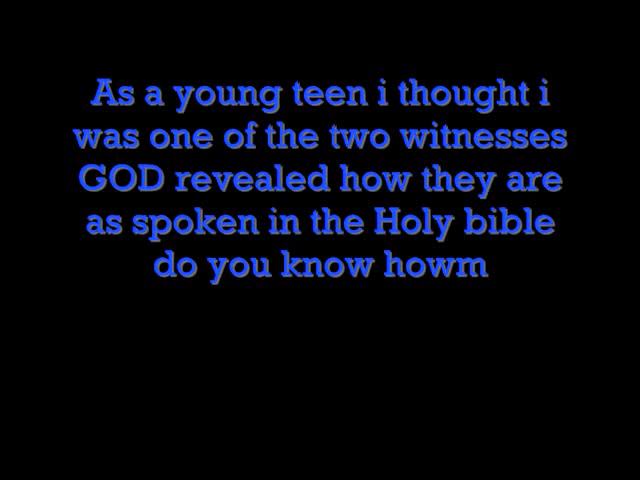 As a young teen i thought i
was one of the two witnesses
GOD revealed how they are
as spoken in the Holy bible
do you know howm